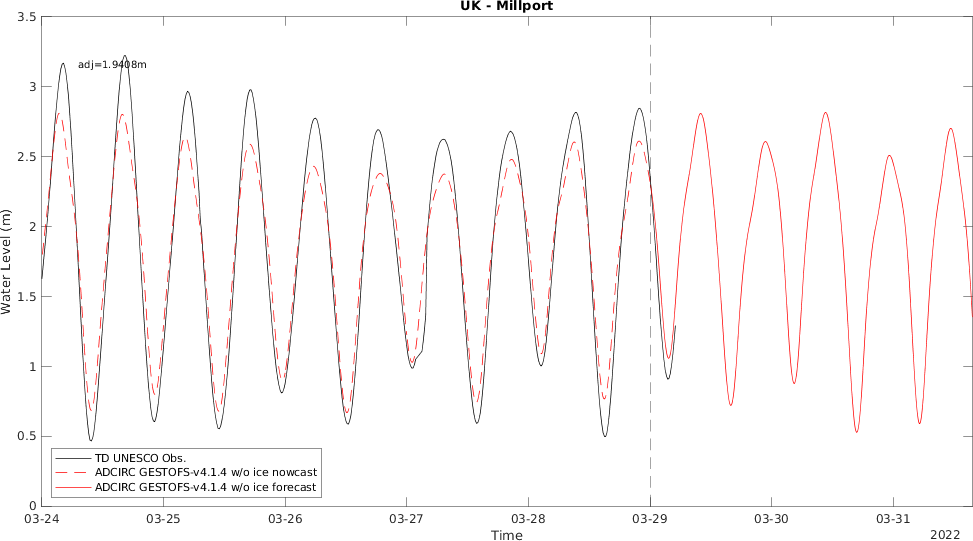 UK - Millport
adj=1.9408m
Water Level (m)
3.5
3
2.5
2
1.5
1
0.5
0
TD UNESCO Obs.
ADCIRC GESTOFS-v4.1.4 w/o ice nowcast
ADCIRC GESTOFS-v4.1.4 w/o ice forecast
03-24 03-25 03-26 03-27 03-28 03-29 03-30 03-31
Time
2022